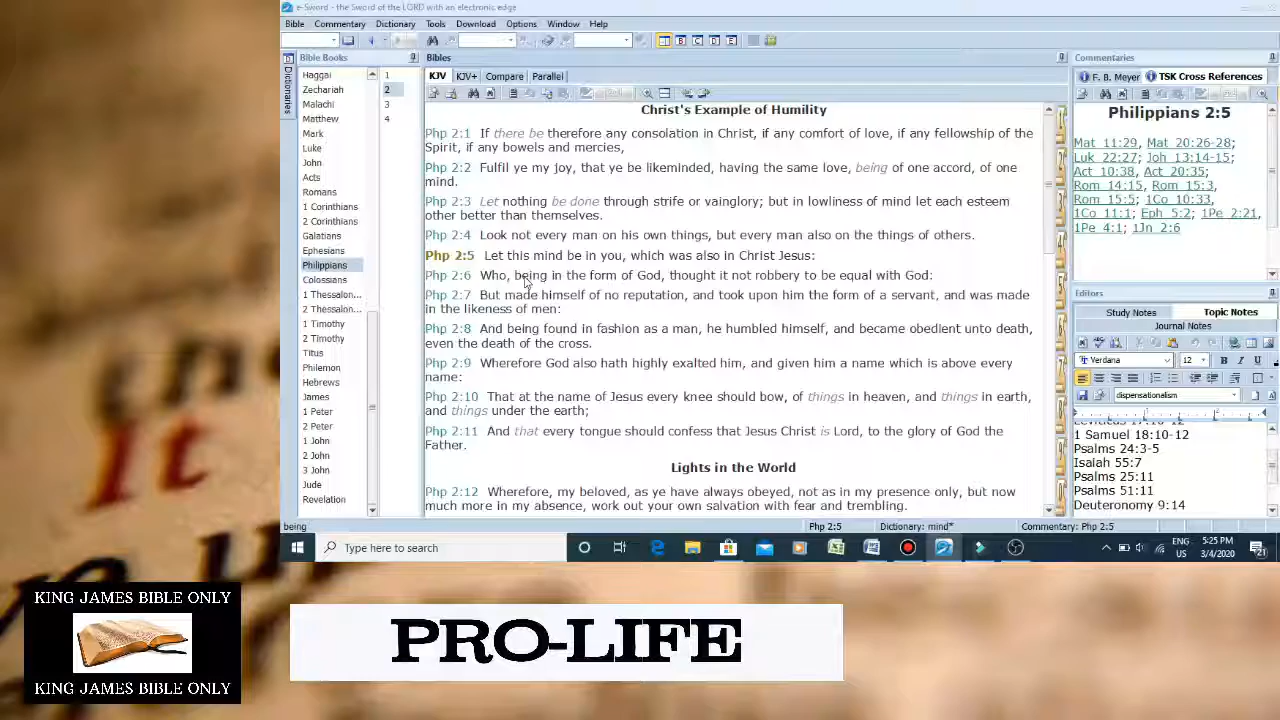 e-Sword - the Sword of the LORD with an electronic edge
Bible Commentary Dictionary Tools Download Options Window Help
B C D E
Dictionaries
Bible Books
Haggai
Zechariah
Malachi
Matthew
Mark
Luke
John
Acts
Romans
1 Corinthians
2 Corinthians
Galatians
Ephesians
Philippians
Colossians
1 Thessalon...
2 Thessalon...
1 Timothy
2 Timothy
Titus
Philemon
Hebrews
James
1 Peter
2 Peter
1 John
2 John
3 John
Jude
Revelation
1
2
3
4
Bibles
KJV KJV+ Compare Parallel
Christ's Example of Humility
Php 2:1 If there be therefore any consolation in Christ, if any comfort of love, if any fellowship of the
Spirit, if any bowels and mercies,
Php 2:2 Fulfil ye my joy, that ye be likeminded, having the same love, being of one accord, of one
mind.
Php 2:3 Let nothing be done through strife or vainglory; but in lowliness of mind let each esteem
other better than themselves.
Php 2:4 Look not every man on his own things, but every man also on the things of others.
Php 2:5 Let this mind be in you, which was also in Christ Jesus:
Php 2:6 Who, being in the form of God, thought it not robbery to be equal with God:
Php 2:7 But made himself of no reputation, and took upon him the form of a servant, and was made
in the likeness of men:
Php 2:8 And being found in fashion as a man, he humbled himself, and became obedient unto death,
even the death of the cross.
Php 2:9 Wherefore God also hath highly exalted him, and given him a name which is above every
name:
Php 2:10 That at the name of Jesus every knee should bow, of things in heaven, and things in earth,
and things under the earth;
Php 2:11 And that every tongue should confess that Jesus Christ is Lord, to the glory of God the
Father.
Lights in the World
Php 2:12 Wherefore, my beloved, as ye have always obeyed, not as in my presence only, but now
much more in my absence, work out your own salvation with fear and trembling.
Commentaries
F. B. Meyer TSK Cross References
Philippians 2:5
Mat 11:29, Mat 20:26-28;
Luk 22:27; Joh 13:14-15;
Act 10:38, Act 20:35;
Rom 14:15, Rom 15:3,
Rom 15:5; 1Co 10:33,
1Co 11:1; Eph 5:2; 1Pe 2:21,
1Pe 4:1; 1Jn 2:6
Editors
Study Notes Topic Notes
Journal Notes
Verdana 12 B I U
dispensationalism
1 Samuel 18:10-12
Psalms 24:3-5
Isaiah 55:7
Psalms 25:11
Psalms 51:11
Deuteronomy 9:14
being Php 2:5 Dictionary: mind* Commentary: Php 2:5
Type here to search
ENG
US
5:25 PM
3/4/2020
21
It
KING JAMES BIBLE ONLY
KING JAMES BIBLE ONLY
PRO-LIFE